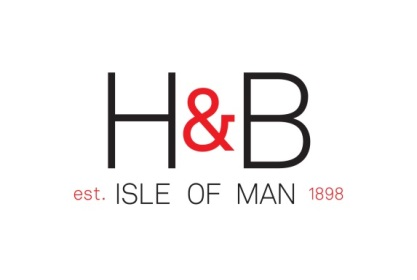 H&B
est. ISLE OF MAN 1898